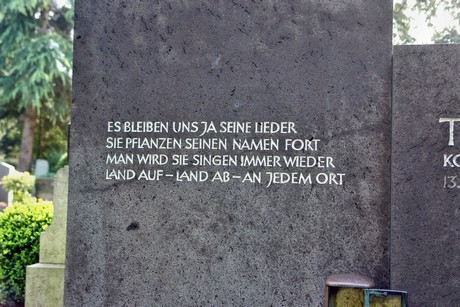 ES BLEIBEN UNS JA SEINE LIEDER
SIE PFLANZEN SEINEN NAMEN FORT
MAN WIRD SIE SINGEN IMMER WIEDER
LAND AUF – LAND AB – AN JEDEM ORT
13.